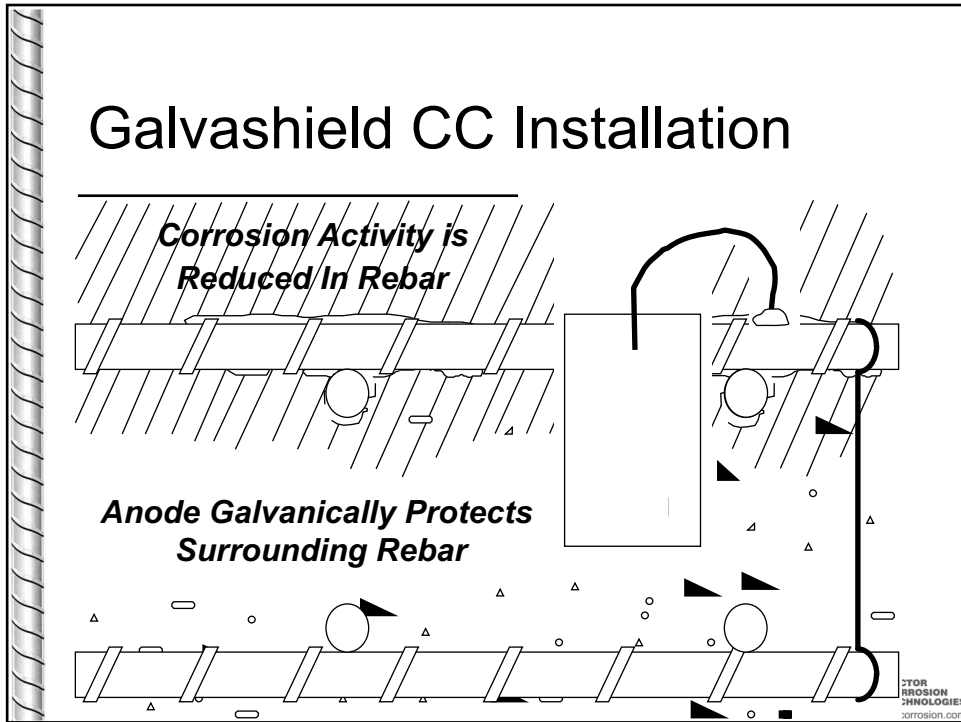 Galvashield CC Installation
Corrosion Activity is
Reduced In Rebar
Anode Galvanically Protects
Surrounding Rebar